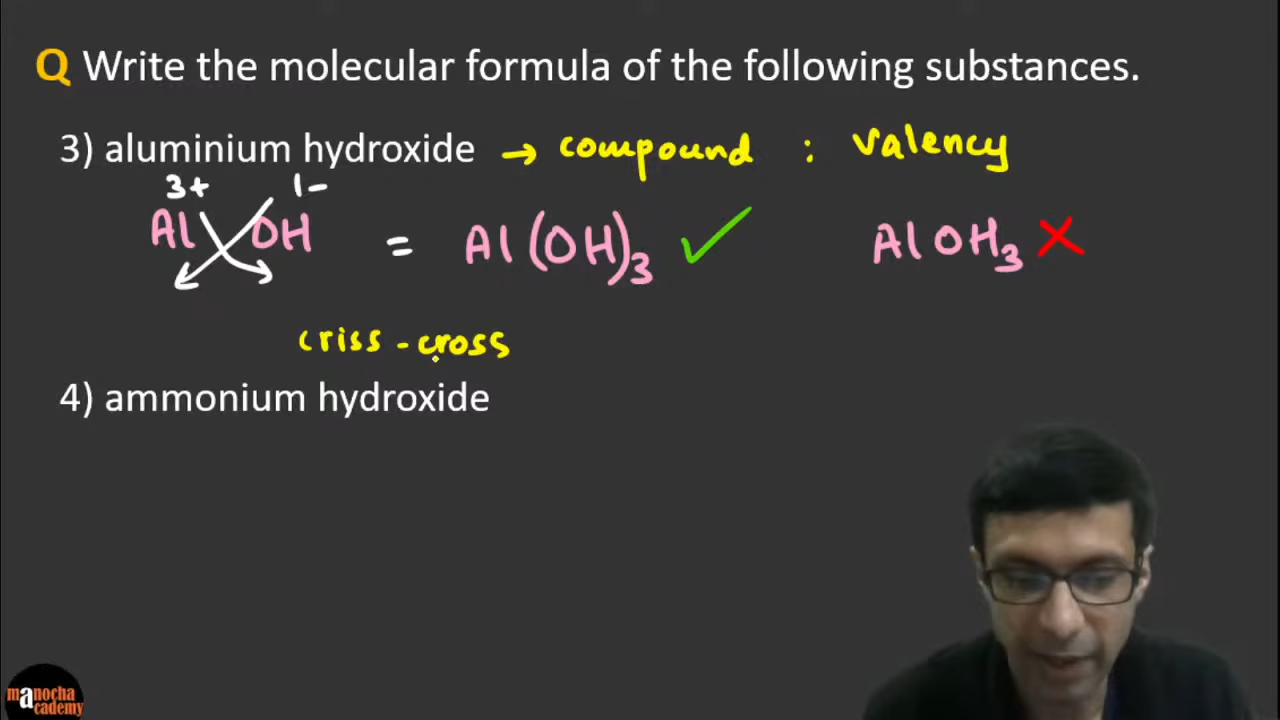 Q Write the molecular formula of the following substances.
3) aluminium hydroxide → compound : valency
3+ 1-
Al OH = Al(OH)3 ✓ AlOH3 ✗
criss-cross
4) ammonium hydroxide
manocha
academy